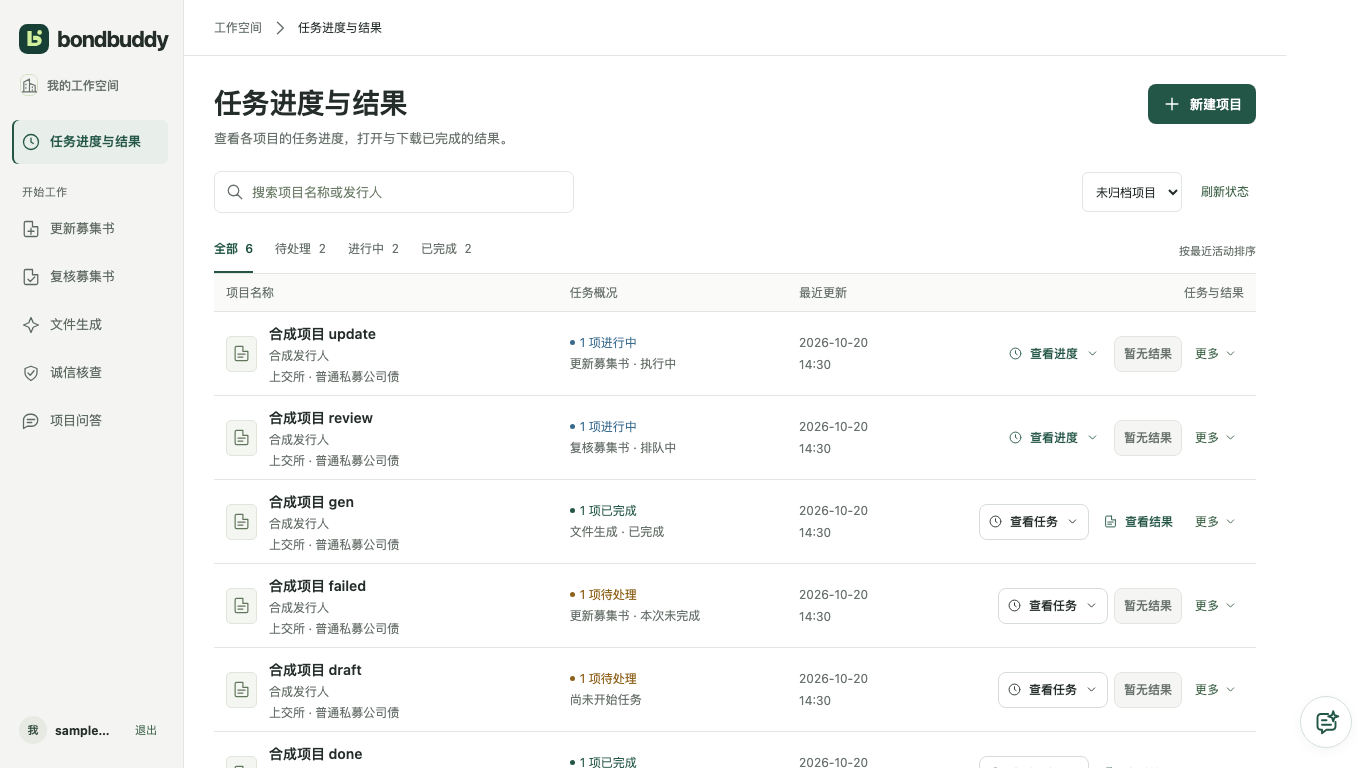 bondbuddy
我的工作空间
任务进度与结果
开始工作
更新募集书
复核募集书
文件生成
诚信核查
项目问答
我 sample... 退出
工作空间 任务进度与结果
任务进度与结果
新建项目
查看各项目的任务进度，打开与下载已完成的结果。
搜索项目名称或发行人
未归档项目 刷新状态
全部 6 待处理 2 进行中 2 已完成 2
按最近活动排序
项目名称 任务概况 最近更新 任务与结果
合成项目 update
合成发行人
上交所 · 普通私募公司债
1 项进行中
更新募集书 · 执行中
2026-10-20
14:30
查看进度 暂无结果 更多
合成项目 review
合成发行人
上交所 · 普通私募公司债
1 项进行中
复核募集书 · 排队中
2026-10-20
14:30
查看进度 暂无结果 更多
合成项目 gen
合成发行人
上交所 · 普通私募公司债
1 项已完成
文件生成 · 已完成
2026-10-20
14:30
查看任务 查看结果 更多
合成项目 failed
合成发行人
上交所 · 普通私募公司债
1 项待处理
更新募集书 · 本次未完成
2026-10-20
14:30
查看任务 暂无结果 更多
合成项目 draft
合成发行人
上交所 · 普通私募公司债
1 项待处理
尚未开始任务
2026-10-20
14:30
查看任务 暂无结果 更多
合成项目 done
1 项已完成
2026-10-20